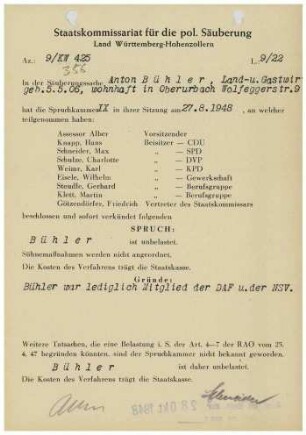 Staatskommissariat für die pol. Säuberung
Land Württemberg-Hohenzollern
Az.: 9/KW 425
L.9/22
In der Säuberungssache Anton Bühler, Land-u.Gastwir
geb.5.5.06, wohnhaft in Oberurbach Wolfeggerstr.9
hat die Spruchkammer IX in ihrer Sitzung am 27.8.1948, an welcher
teilgenommen haben:
Assessor Alber Vorsitzender
Knapp, Hans Beisitzer – CDU
Schneider, Max „ – SPD
Schulze, Charlotte „ – DVP
Weiner, Karl „ – KPD
Eisele, Wilhelm „ – Gewerkschaft
Steudle, Gerhard „ – Berufsgruppe
Klett, Martin „ – Berufsgruppe
Götzendörfer, Friedrich Vertreter des Staatskommissars
beschlossen und sofort verkündet folgenden
SPRUCH:
Bühler
ist unbelastet.
Sühnemaßnahmen werden nicht angeordnet.
Die Kosten des Verfahrens trägt die Staatskasse.
Gründe:
Bühler war lediglich Mitglied der DAF u.der NSV.
Weitere Tatsachen, die eine Belastung i. S. der Art. 4–7 der RAO vom 25.
4. 47 begründen könnten, sind der Spruchkammer nicht bekannt geworden.
Bühler
ist daher unbelastet.
Die Kosten des Verfahrens trägt die Staatskasse.
28 Okt 1948